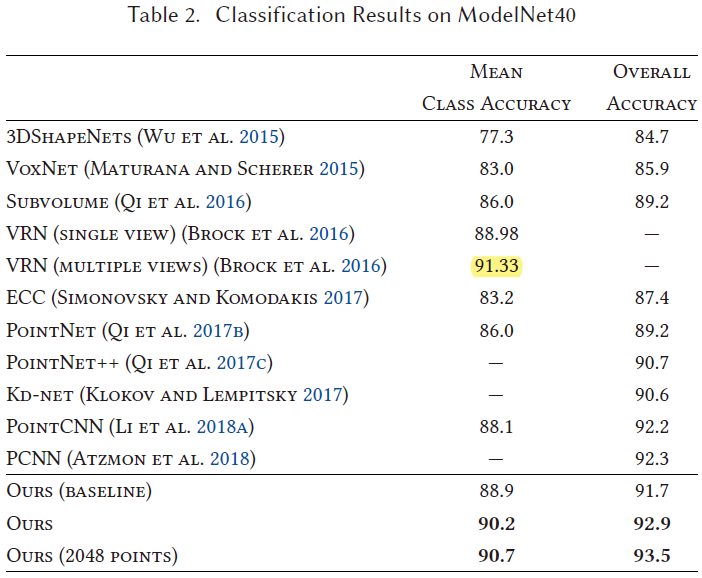 Table 2. Classification Results on ModelNet40
Mean Overall
Class Accuracy Accuracy
3DShapeNets (Wu et al. 2015) 77.3 84.7
VoxNet (Maturana and Scherer 2015) 83.0 85.9
Subvolume (Qi et al. 2016) 86.0 89.2
VRN (single view) (Brock et al. 2016) 88.98 —
VRN (multiple views) (Brock et al. 2016) 91.33 —
ECC (Simonovsky and Komodakis 2017) 83.2 87.4
PointNet (Qi et al. 2017b) 86.0 89.2
PointNet++ (Qi et al. 2017c) — 90.7
Kd-net (Klokov and Lempitsky 2017) — 90.6
PointCNN (Li et al. 2018a) 88.1 92.2
PCNN (Atzmon et al. 2018) — 92.3
Ours (baseline) 88.9 91.7
Ours 90.2 92.9
Ours (2048 points) 90.7 93.5